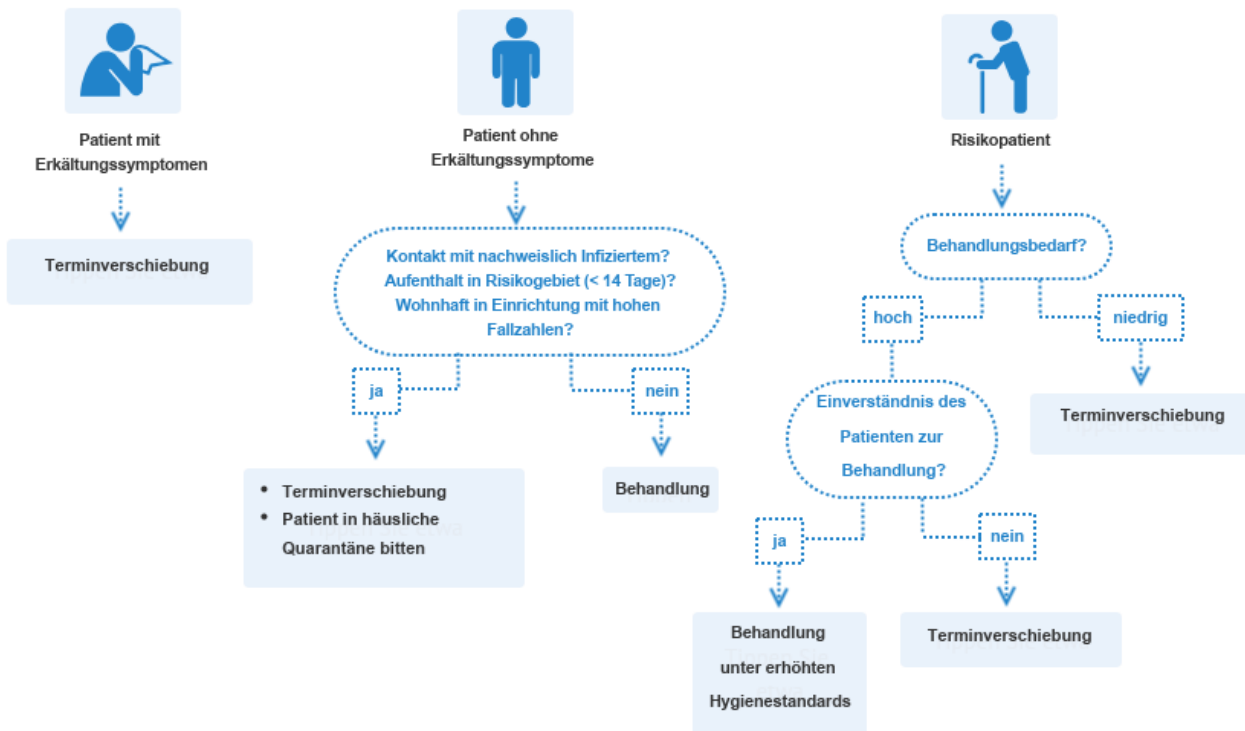 Patient mit
Erkältungssymptomen
Terminverschiebung
Patient ohne
Erkältungssymptome
Kontakt mit nachweislich Infiziertem?
Aufenthalt in Risikogebiet (< 14 Tage)?
Wohnhaft in Einrichtung mit hohen
Fallzahlen?
ja
• Terminverschiebung
• Patient in häusliche
Quarantäne bitten
nein
Behandlung
Risikopatient
Behandlungsbedarf?
hoch
Einverständnis des
Patienten zur
Behandlung?
ja
Behandlung
unter erhöhten
Hygienestandards
nein
Terminverschiebung
niedrig
Terminverschiebung